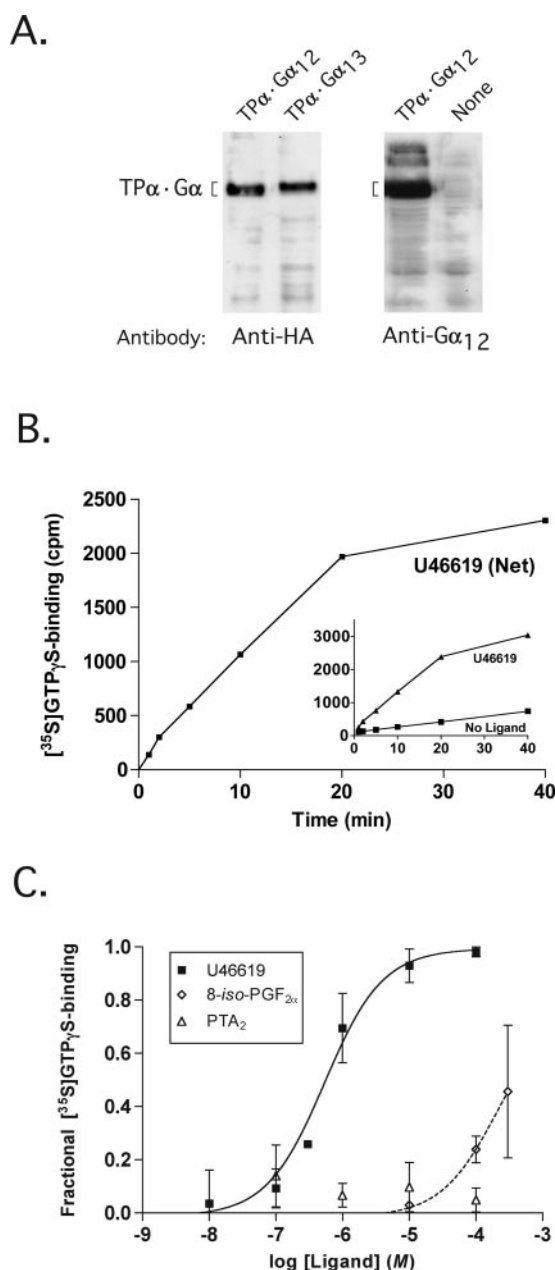 A.
TPα·Gα12
TPα·Gα13
TPα·Gα12
None
TPα·Gα
Antibody: Anti-HA Anti-Gα12
B.
[35S]GTPγS-binding (cpm)
2500
2000
1500
1000
500
0
0 10 20 30 40
Time (min)
U46619 (Net)
3000
2000
1000
0
U46619
No Ligand
0 10 20 30 40
C.
Fractional [35S]GTPγS-binding
1.0
0.8
0.6
0.4
0.2
0.0
U46619
8-iso-PGF2α
PTA2
-9 -8 -7 -6 -5 -4 -3
log [Ligand] (M)